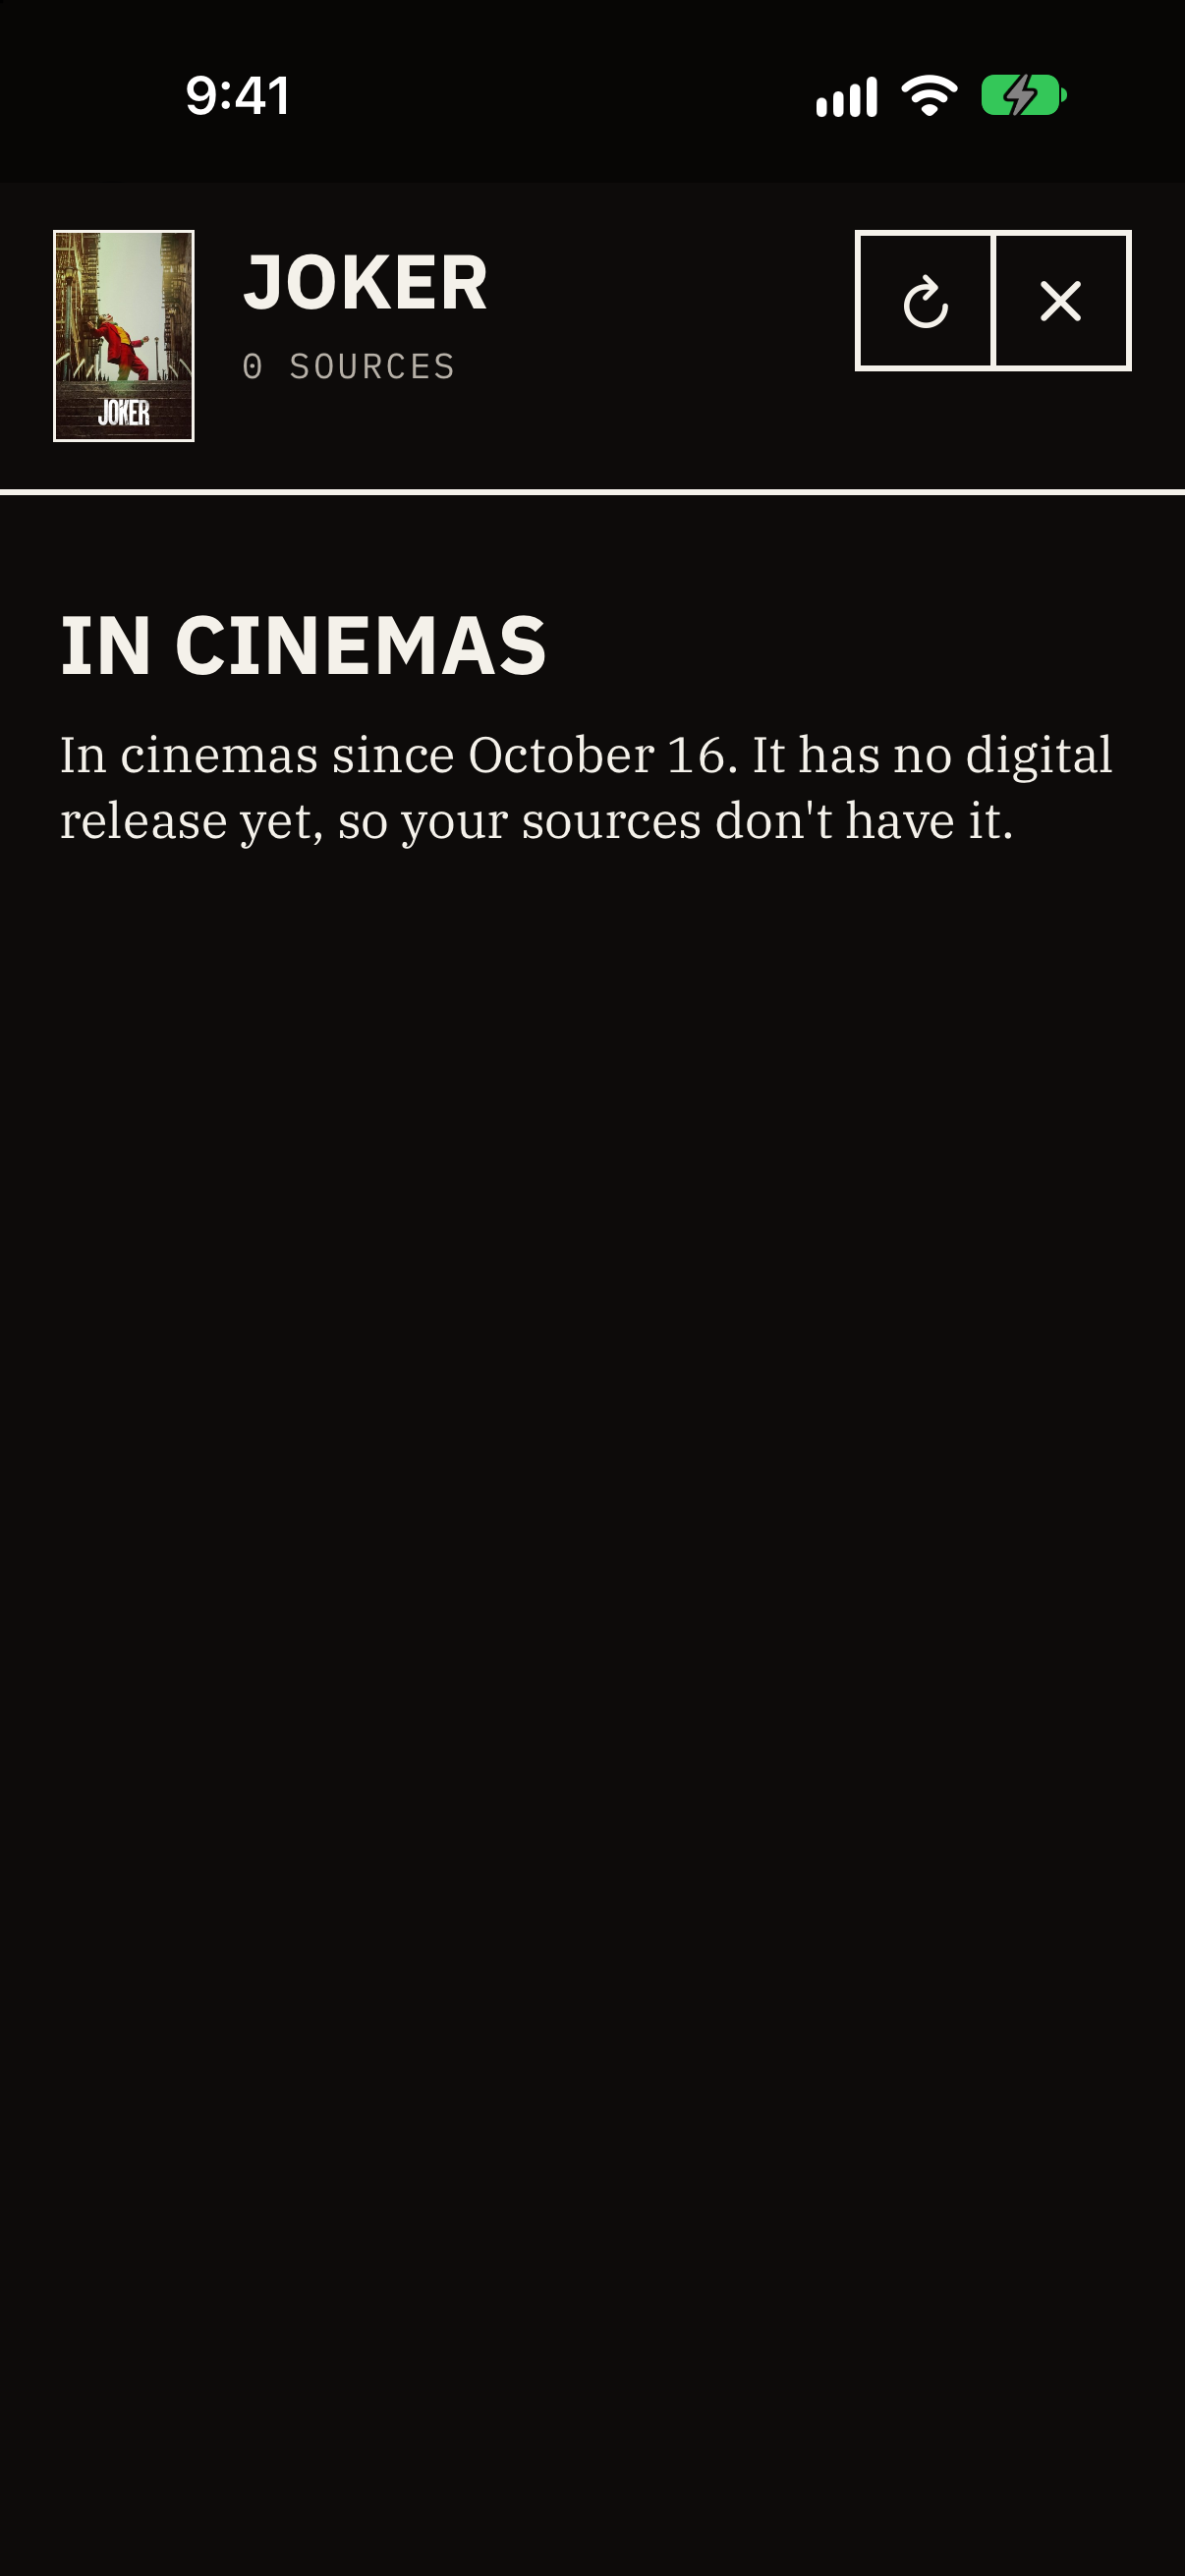 9:41
JOKER
0 SOURCES
JOKER
IN CINEMAS
In cinemas since October 16. It has no digital
release yet, so your sources don't have it.